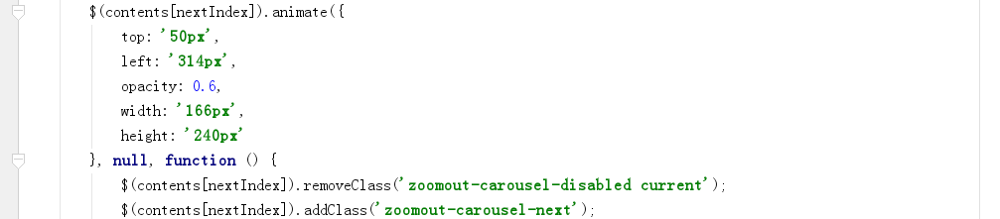 $(contents[nextIndex]).animate({
top: '50px',
left: '314px',
opacity: 0.6,
width: '166px',
height: '240px'
}, null, function () {
$(contents[nextIndex]).removeClass('zoomout-carousel-disabled current');
$(contents[nextIndex]).addClass('zoomout-carousel-next');